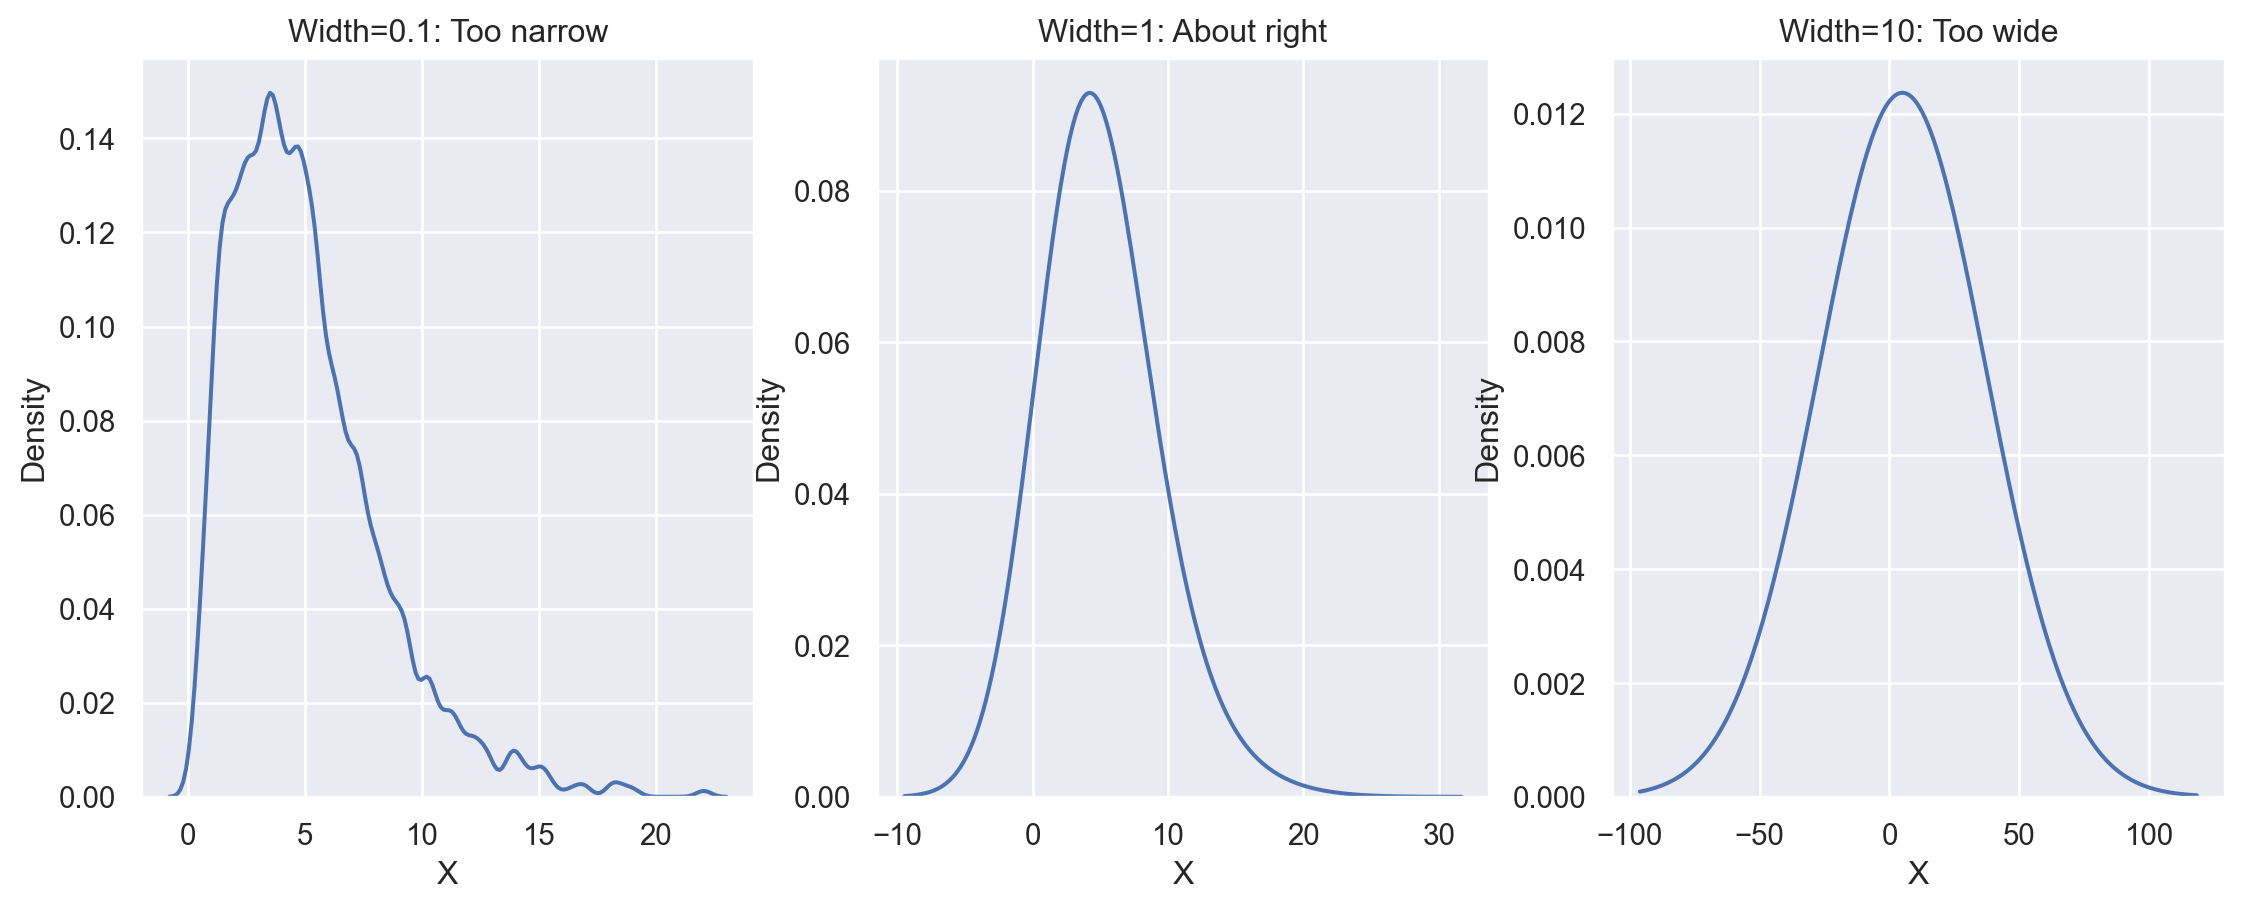 Width=0.1: Too narrow
Density
0.14
0.12
0.10
0.08
0.06
0.04
0.02
0.00
0 5 10 15 20
X
Width=1: About right
Density
0.08
0.06
0.04
0.02
0.00
−10 0 10 20 30
X
Width=10: Too wide
Density
0.012
0.010
0.008
0.006
0.004
0.002
0.000
−100 −50 0 50 100
X